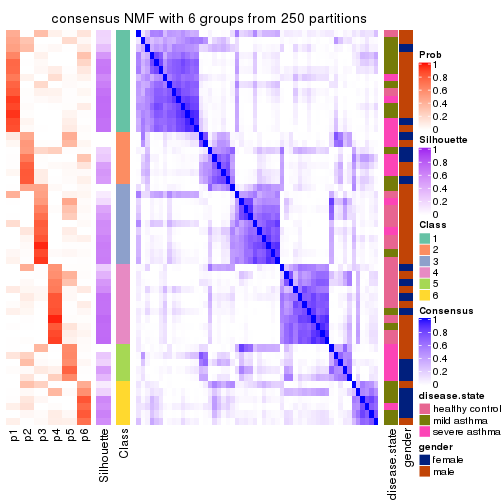 consensus NMF with 6 groups from 250 partitions
p1
p2
p3
p4
p5
p6
Silhouette
Class
disease.state
gender
Prob
1
0.8
0.6
0.4
0.2
0
Silhouette
1
0.8
0.6
0.4
0.2
0
Class
1
2
3
4
5
6
Consensus
1
0.8
0.6
0.4
0.2
0
disease.state
healthy control
mild asthma
severe asthma
gender
female
male